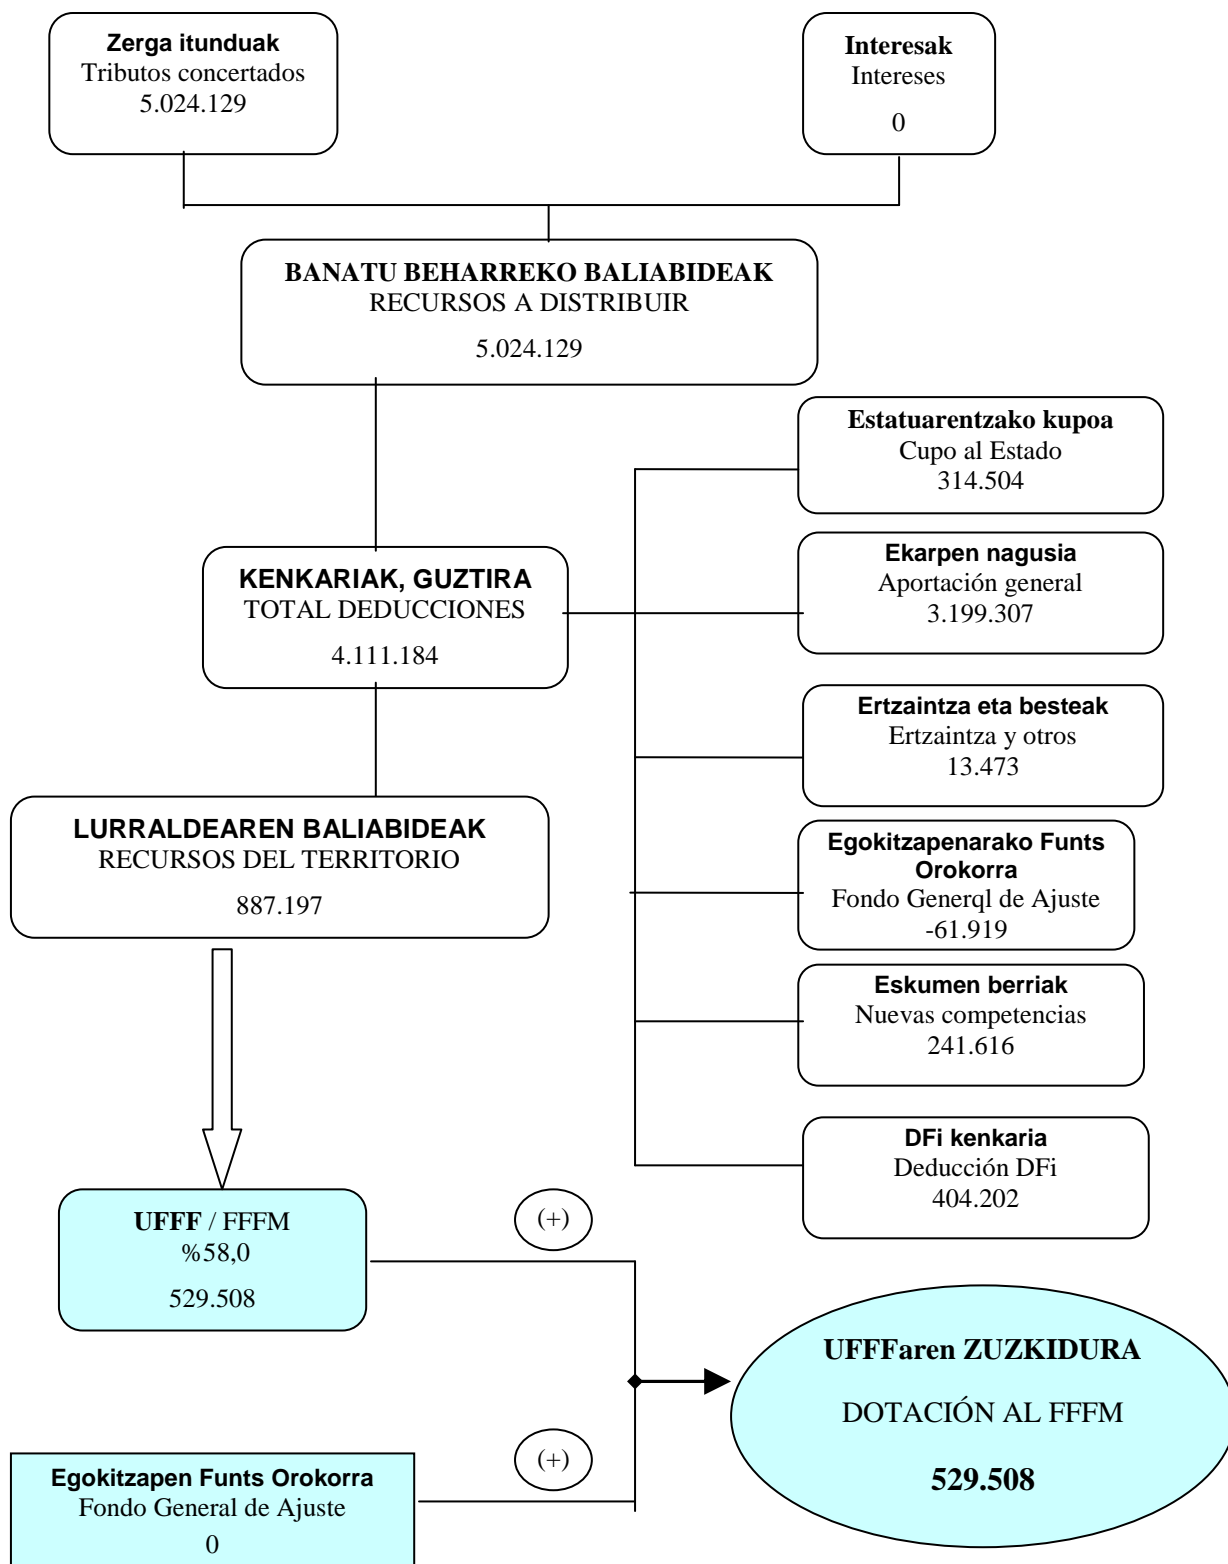 Zerga itunduak
Tributos concertados
5.024.129
Interesak
Intereses
0
BANATU BEHARREKO BALIABIDEAK
RECURSOS A DISTRIBUIR
5.024.129
Estatuarentzako kupoa
Cupo al Estado
314.504
Ekarpen nagusia
Aportación general
3.199.307
KENKARIAK, GUZTIRA
TOTAL DEDUCCIONES
4.111.184
Ertzaintza eta besteak
Ertzaintza y otros
13.473
LURRALDEAREN BALIABIDEAK
RECURSOS DEL TERRITORIO
887.197
Egokitzapenarako Funts
Orokorra
Fondo Generql de Ajuste
-61.919
Eskumen berriak
Nuevas competencias
241.616
DFi kenkaria
Deducción DFi
404.202
UFFF / FFFM
%58,0
529.508
(+)
UFFFaren ZUZKIDURA
DOTACIÓN AL FFFM
529.508
(+)
Egokitzapen Funts Orokorra
Fondo General de Ajuste
0